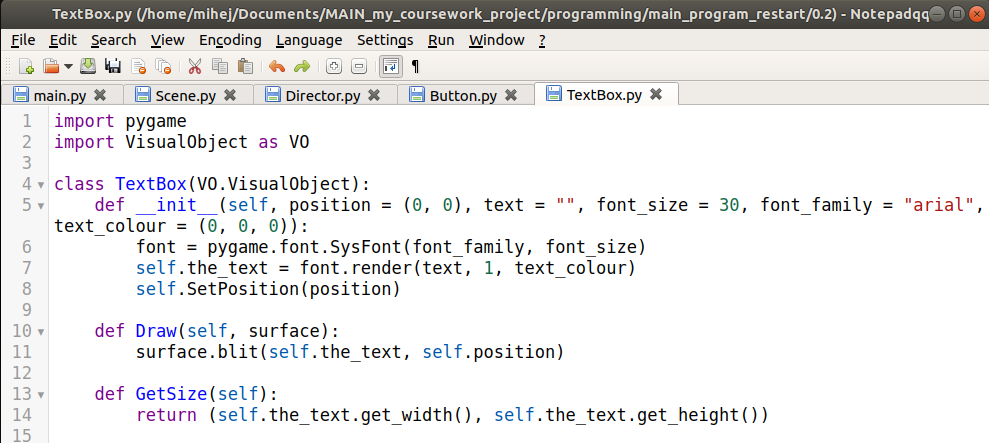 TextBox.py (/home/mihej/Documents/MAIN_my_coursework_project/programming/main_program_restart/0.2) - Notepadqq
File Edit Search View Encoding Language Settings Run Window ?
main.py Scene.py Director.py Button.py TextBox.py
1 import pygame
2 import VisualObject as VO
3
4 class TextBox(VO.VisualObject):
5     def __init__(self, position = (0, 0), text = "", font_size = 30, font_family = "arial",
text_colour = (0, 0, 0)):
6         font = pygame.font.SysFont(font_family, font_size)
7         self.the_text = font.render(text, 1, text_colour)
8         self.SetPosition(position)
9
10     def Draw(self, surface):
11         surface.blit(self.the_text, self.position)
12
13     def GetSize(self):
14         return (self.the_text.get_width(), self.the_text.get_height())
15